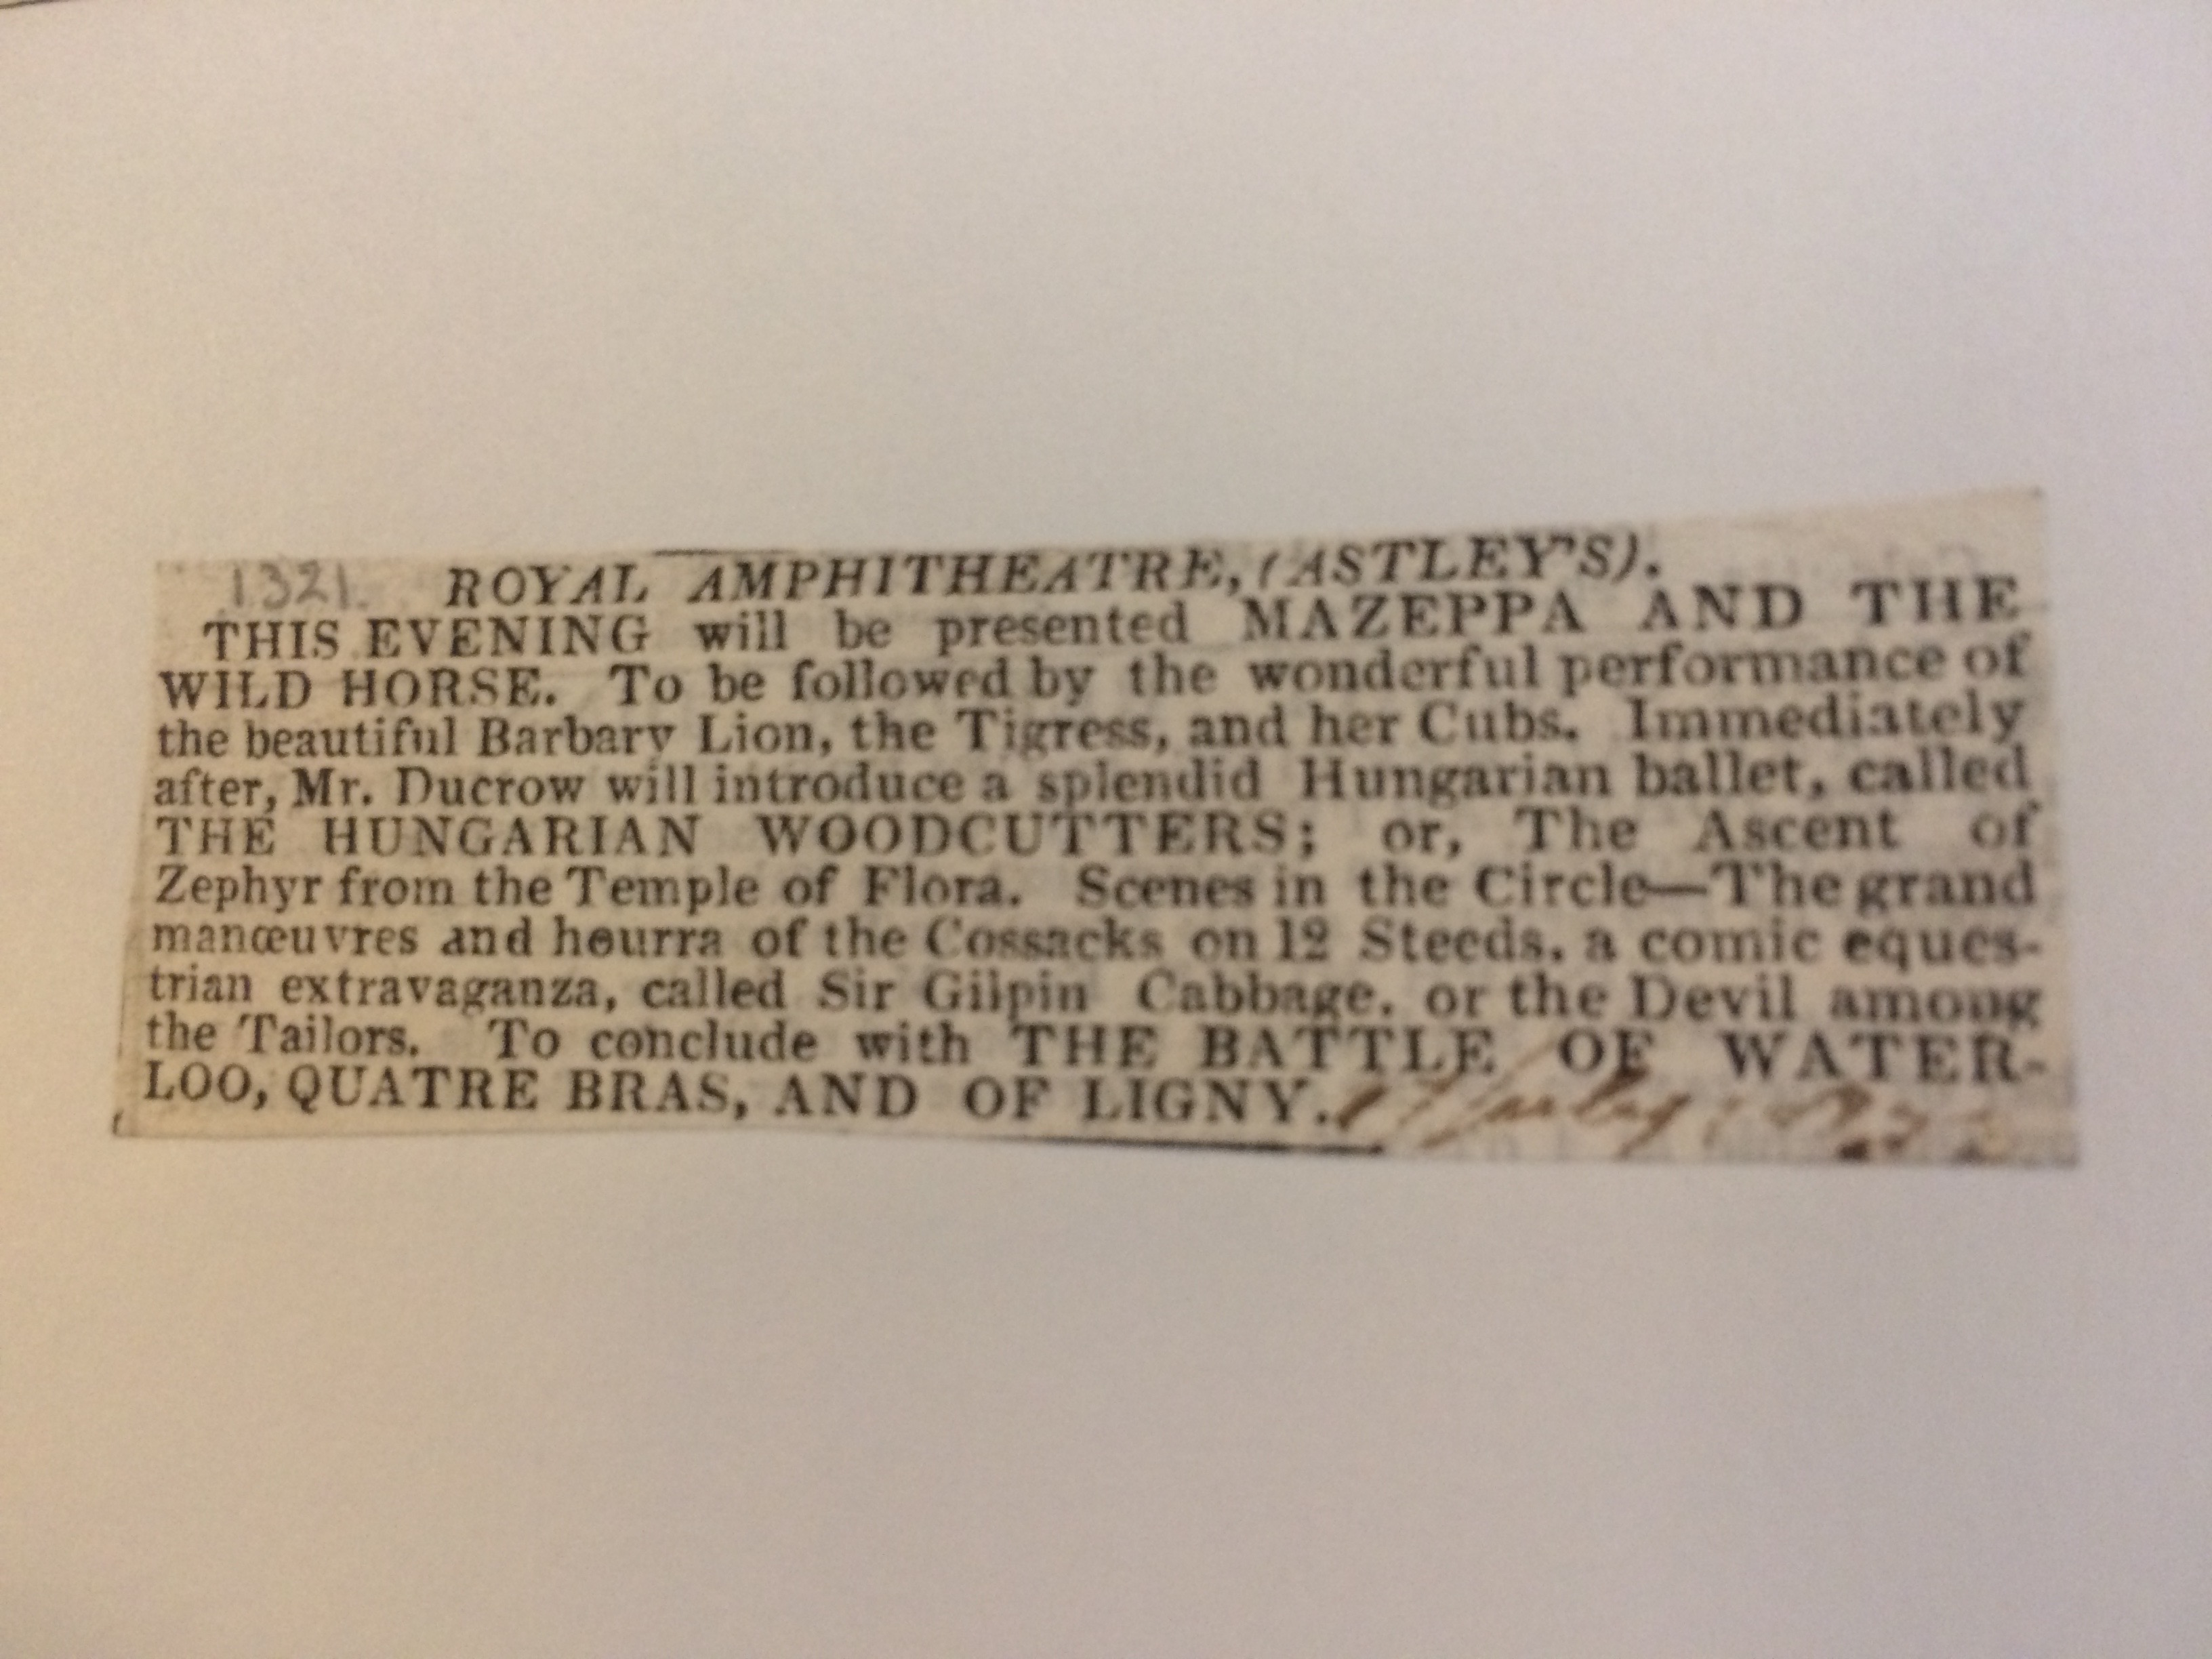 1321. ROYAL AMPHITHEATRE, (ASTLEY'S).
THIS EVENING will be presented MAZEPPA AND THE
WILD HORSE. To be followed by the wonderful performance of
the beautiful Barbary Lion, the Tigress, and her Cubs. Immediately
after, Mr. Ducrow will introduce a splendid Hungarian ballet, called
THE HUNGARIAN WOODCUTTERS; or, The Ascent of
Zephyr from the Temple of Flora. Scenes in the Circle—The grand
manœuvres and hourra of the Cossacks on 12 Steeds, a comic eques-
trian extravaganza, called Sir Gilpin Cabbage, or the Devil among
the Tailors. To conclude with THE BATTLE OF WATER-
LOO, QUATRE BRAS, AND OF LIGNY.